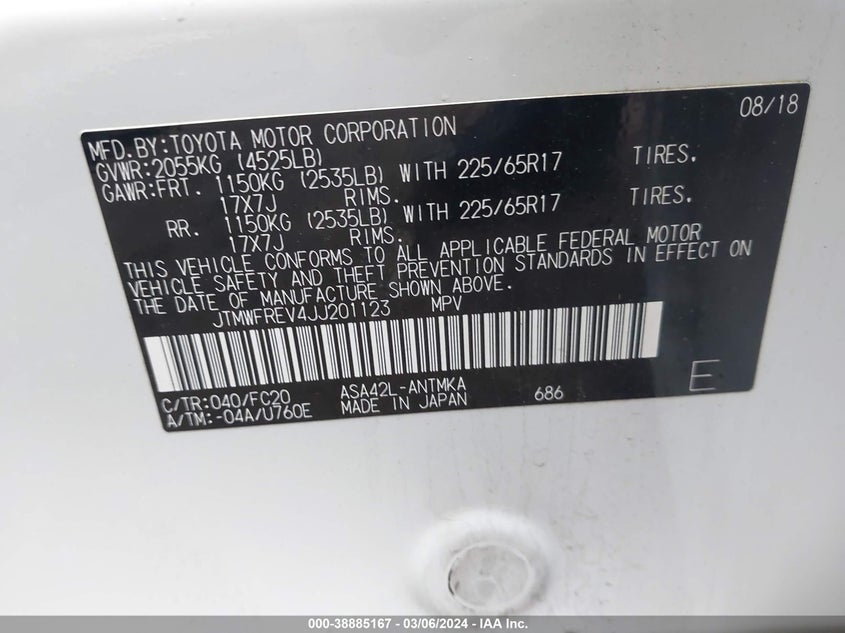 08/18
MFD.BY:TOYOTA MOTOR CORPORATION
GVWR:2055KG (4525LB)
GAWR:FRT. 1150KG (2535LB) WITH 225/65R17 TIRES.
17X7J RIMS.
RR. 1150KG (2535LB) WITH 225/65R17 TIRES.
17X7J RIMS.
THIS VEHICLE CONFORMS TO ALL APPLICABLE FEDERAL MOTOR
VEHICLE SAFETY AND THEFT PREVENTION STANDARDS IN EFFECT ON
THE DATE OF MANUFACTURE SHOWN ABOVE.
JTMWFREV4JJ201123 MPV
C/TR:040/FC20 ASA42L-ANTMKA 686 E
A/TM:-04A/U760E MADE IN JAPAN
000-38885167 — 03/06/2024 — IAA Inc.